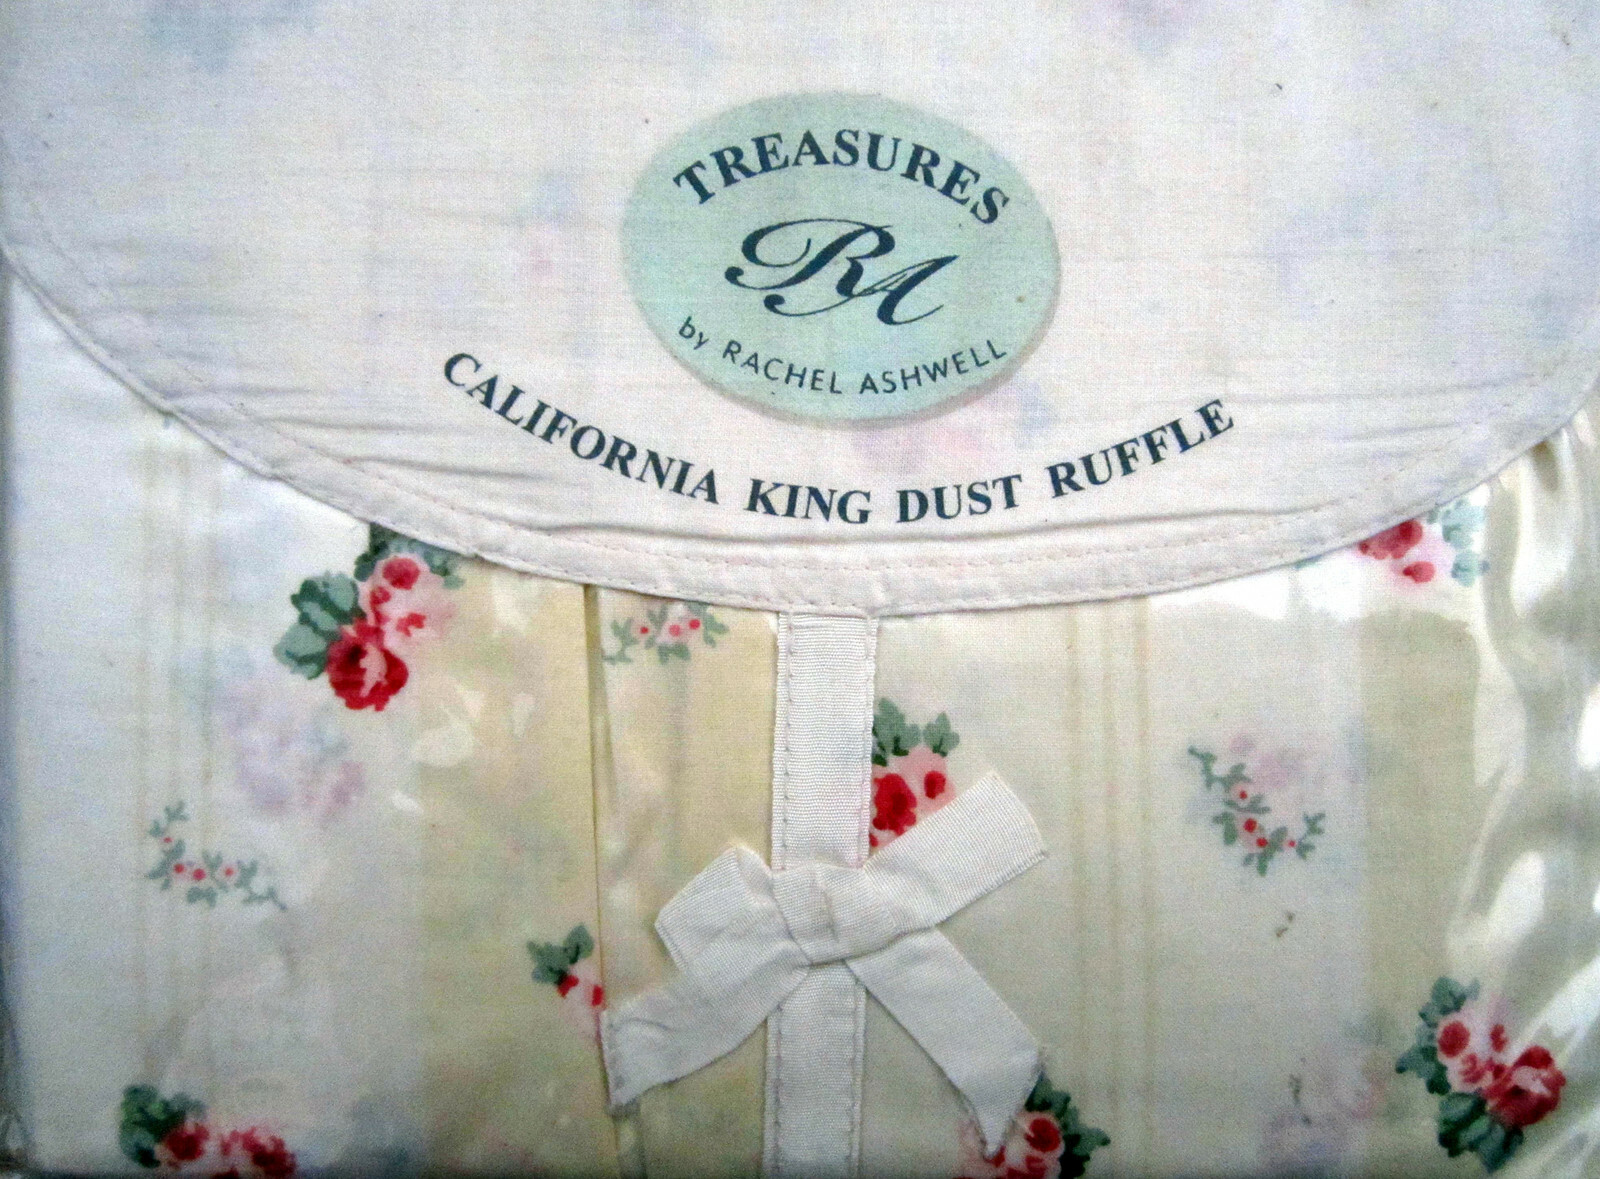 TREASURES
RA
by RACHEL ASHWELL
CALIFORNIA KING DUST RUFFLE